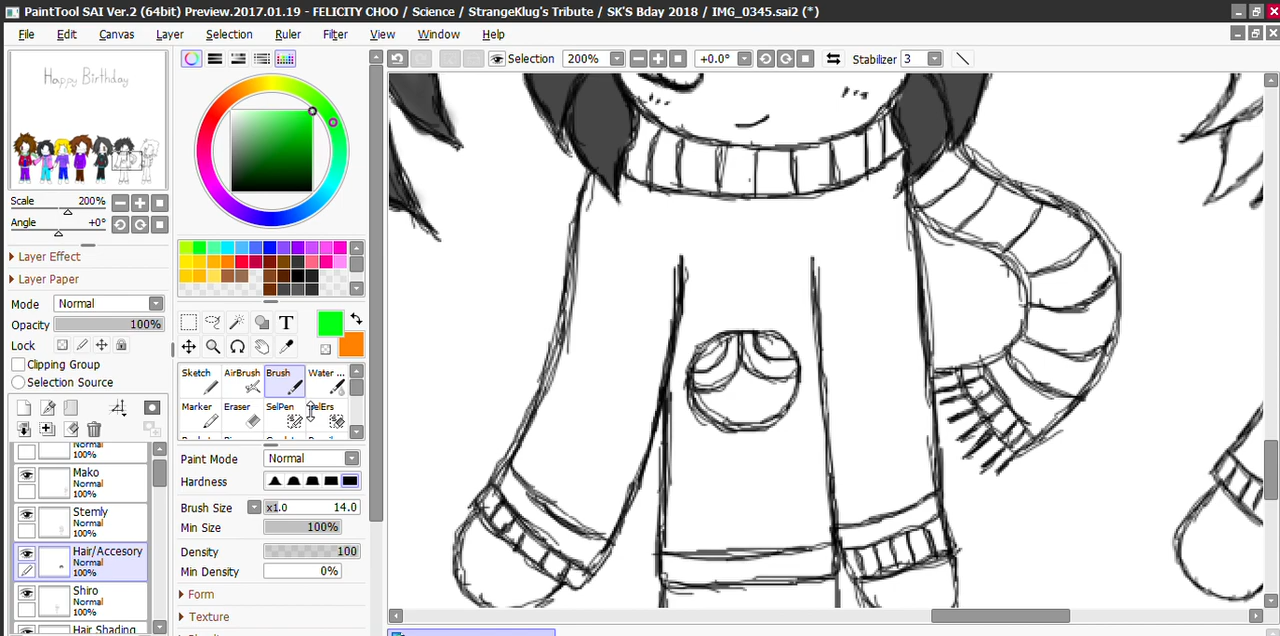 PaintTool SAI Ver.2 (64bit) Preview.2017.01.19 - FELICITY CHOO / Science / StrangeKlug's Tribute / SK'S Bday 2018 / IMG_0345.sai2 (*)
File Edit Canvas Layer Selection Ruler Filter View Window Help
Selection 200% +0.0° Stabilizer 3
Happy Birthday
Scale 200%
Angle +0°
Layer Effect
Layer Paper
Mode Normal
Opacity 100%
Lock
Clipping Group
Selection Source
Normal
100%
Mako
Normal
100%
Stemly
Normal
100%
Hair/Accesory
Normal
100%
Shiro
Normal
100%
Hair Shading
T
Sketch AirBrush Brush Water ...
Marker Eraser SelPen
Paint Mode Normal
Hardness
Brush Size x1.0 14.0
Min Size 100%
Density 100
Min Density 0%
Form
Texture